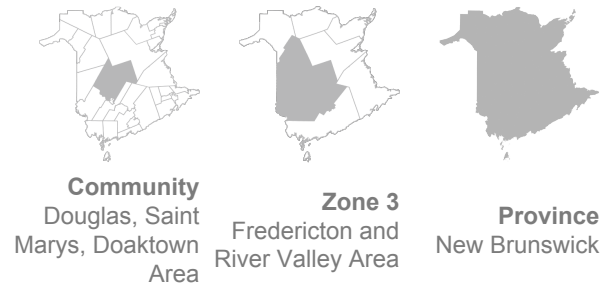 Community
Douglas, Saint
Marys, Doaktown
Area
Zone 3
Fredericton and
River Valley Area
Province
New Brunswick